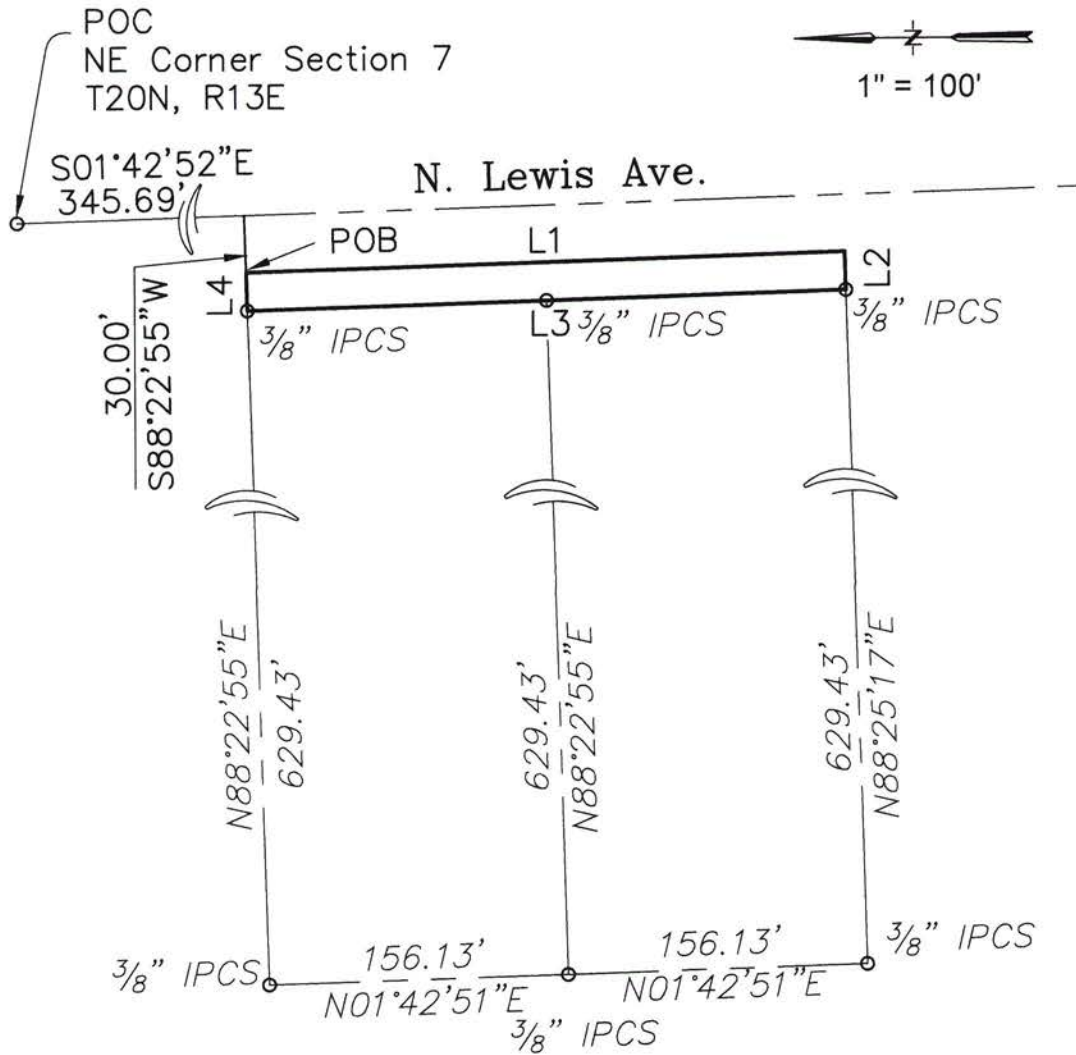 POC
NE Corner Section 7
T20N, R13E
Z
1" = 100'
S01°42'52"E
345.69'
N. Lewis Ave.
POB
L1
L2
L4
30.00'
S88°22'55"W
3/8" IPCS
L3
3/8" IPCS
3/8" IPCS
N88°22'55"E
629.43'
629.43'
N88°22'55"E
629.43'
N88°25'17"E
3/8" IPCS
156.13'
N01°42'51"E
3/8" IPCS
156.13'
N01°42'51"E
3/8" IPCS